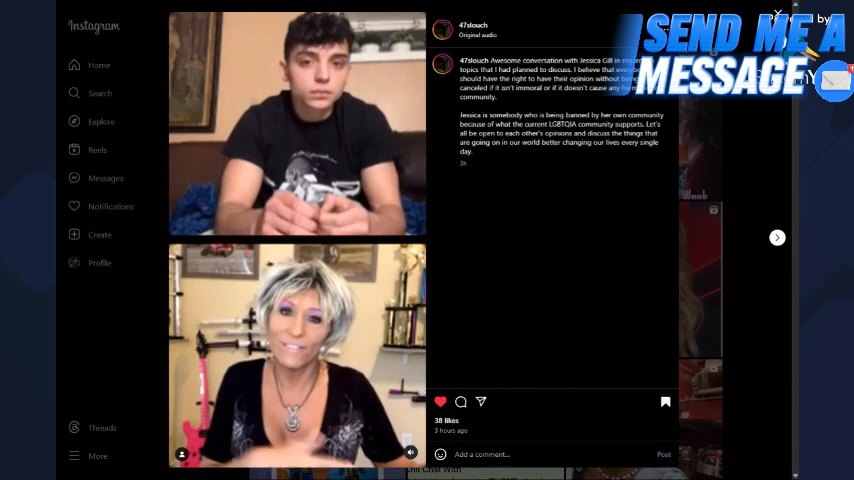 Instagram
Home
Search
Explore
Reels
Messages
Notifications
Create
Profile
Threads
More
47slouch
Original audio
47slouch Awesome conversation with Jessica Gill in
topics that I had planned to discuss. I believe that
should have the right to have their opinion without
canceled if it isn't immoral or if it doesn't cause any
community.
Jessica is somebody who is being banned by her own community
because of what the current LGBTQIA community supports. Let's
all be open to each other's opinions and discuss the things that
are going on in our world better changing our lives every single
day.
3h
38 likes
3 hours ago
Add a comment...
Post
SEND ME A
MESSAGE
by
Chat With